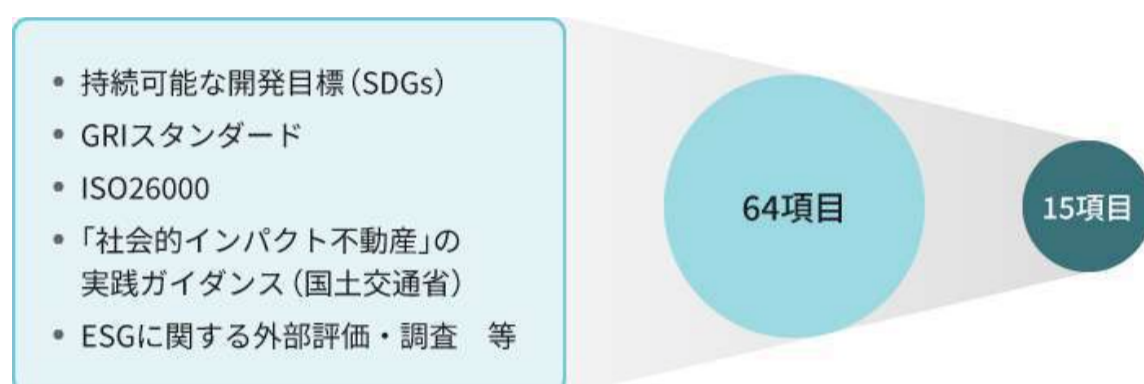 • 持続可能な開発目標（SDGs）
• GRIスタンダード
• ISO26000
• 「社会的インパクト不動産」の
実践ガイダンス（国土交通省）
• ESGに関する外部評価・調査　等
64項目
15項目